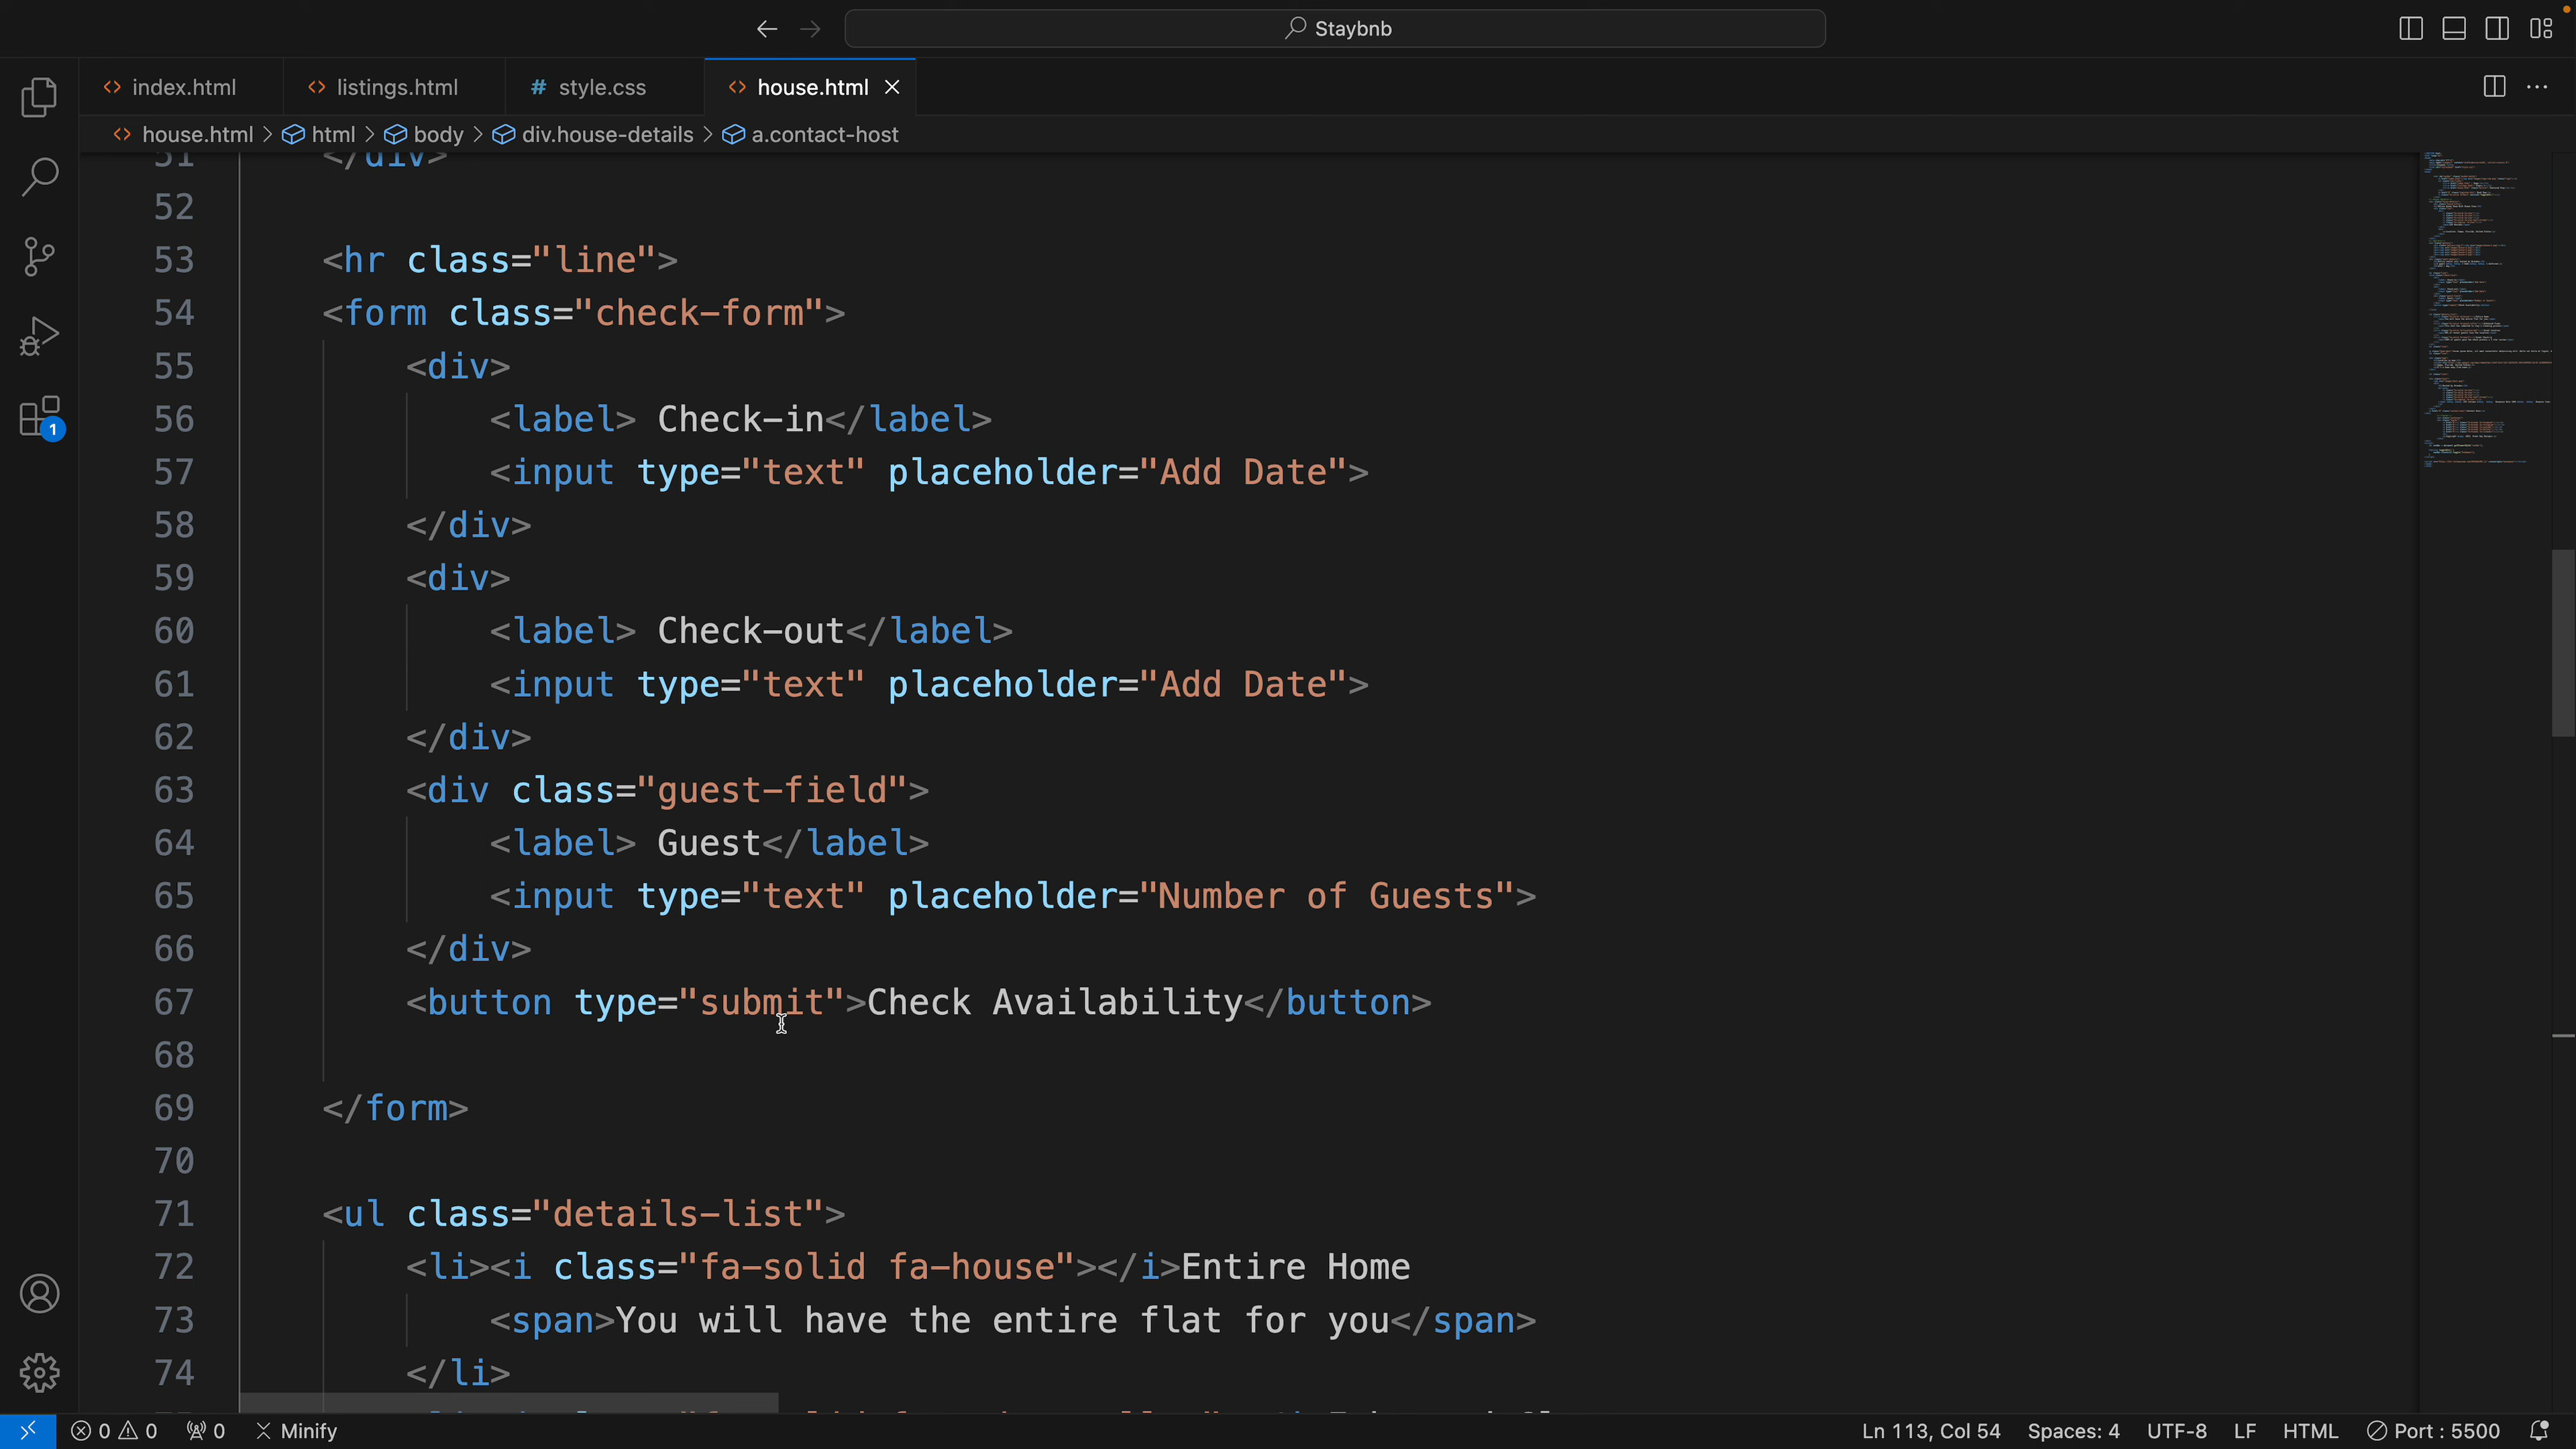 Staybnb
index.html
listings.html
# style.css
house.html
house.html > html > body > div.house-details > a.contact-host
51 </div>
52
53 <hr class="line">
54 <form class="check-form">
55 <div>
56 <label> Check-in</label>
57 <input type="text" placeholder="Add Date">
58 </div>
59 <div>
60 <label> Check-out</label>
61 <input type="text" placeholder="Add Date">
62 </div>
63 <div class="guest-field">
64 <label> Guest</label>
65 <input type="text" placeholder="Number of Guests">
66 </div>
67 <button type="submit">Check Availability</button>
68
69 </form>
70
71 <ul class="details-list">
72 <li><i class="fa-solid fa-house"></i>Entire Home
73 <span>You will have the entire flat for you</span>
74 </li>
1
0 0 0 Minify
Ln 113, Col 54 Spaces: 4 UTF-8 LF HTML Port : 5500